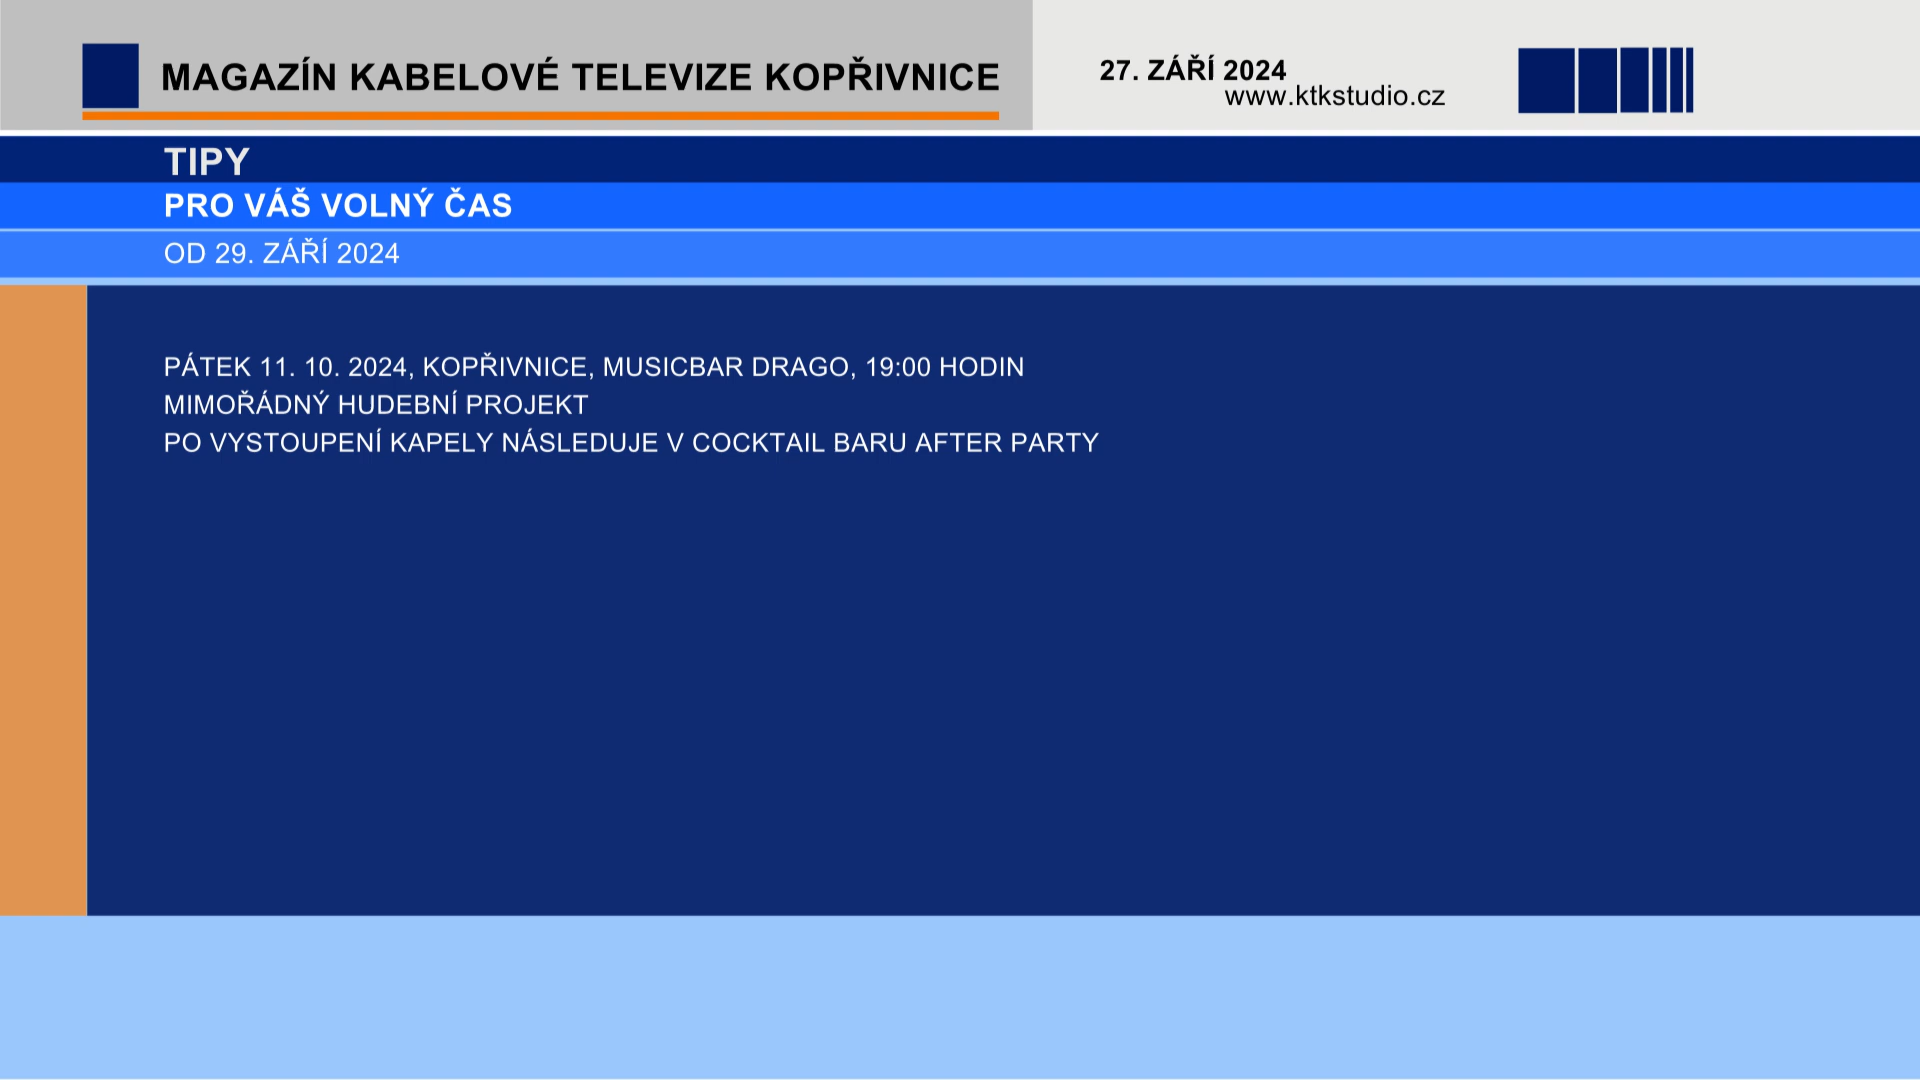 MAGAZÍN KABELOVÉ TELEVIZE KOPŘIVNICE
27. ZÁŘÍ 2024
www.ktkstudio.cz
TIPY
PRO VÁŠ VOLNÝ ČAS
OD 29. ZÁŘÍ 2024
PÁTEK 11. 10. 2024, KOPŘIVNICE, MUSICBAR DRAGO, 19:00 HODIN
MIMOŘÁDNÝ HUDEBNÍ PROJEKT
PO VYSTOUPENÍ KAPELY NÁSLEDUJE V COCKTAIL BARU AFTER PARTY